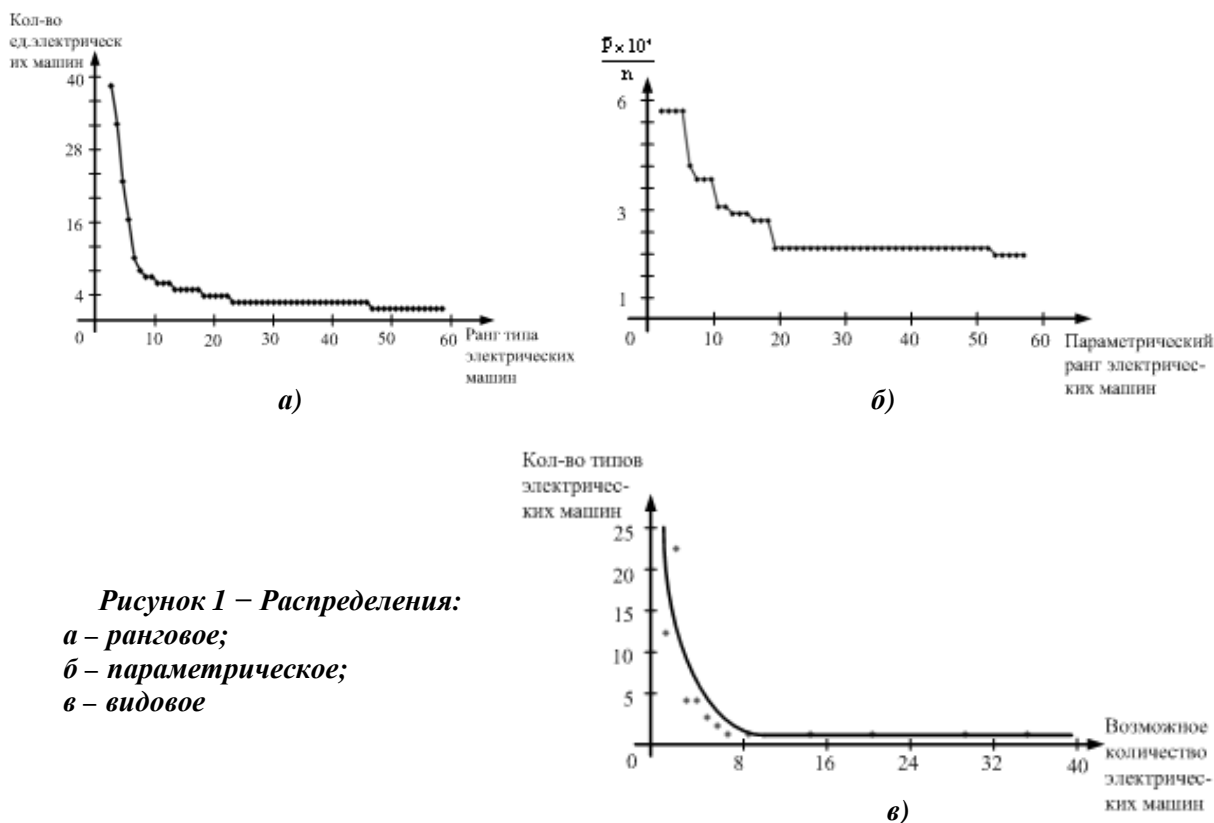 Кол-во
ед.электрическ
их машин
40
28
16
4
0 10 20 30 40 50 60
Ранг типа
электрических
машин
а)
P̄×10⁴
n
6
3
1
0 10 20 30 40 50 60
Параметрический
ранг электричес-
ких машин
б)
Кол-во типов
электричес-
ких машин
25
20
15
10
5
0 8 16 24 32 40
Возможное
количество
электричес-
ких машин
в)
Рисунок 1 − Распределения:
а – ранговое;
б – параметрическое;
в – видовое